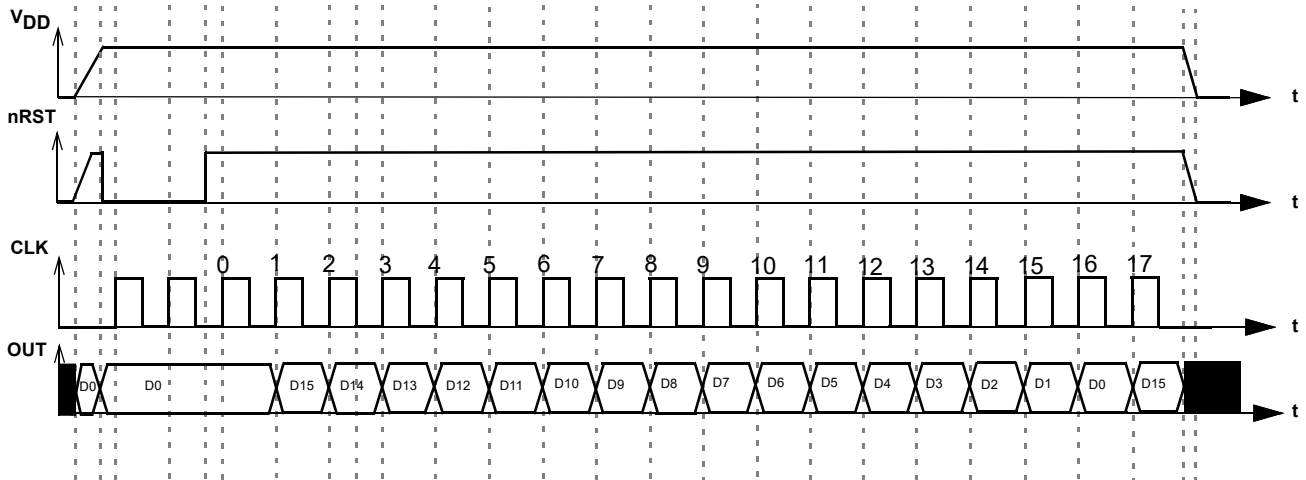 VDD
t
nRST
t
CLK
0 1 2 3 4 5 6 7 8 9 10 11 12 13 14 15 16 17
t
OUT
D0 D0 D15 D14 D13 D12 D11 D10 D9 D8 D7 D6 D5 D4 D3 D2 D1 D0 D15
t